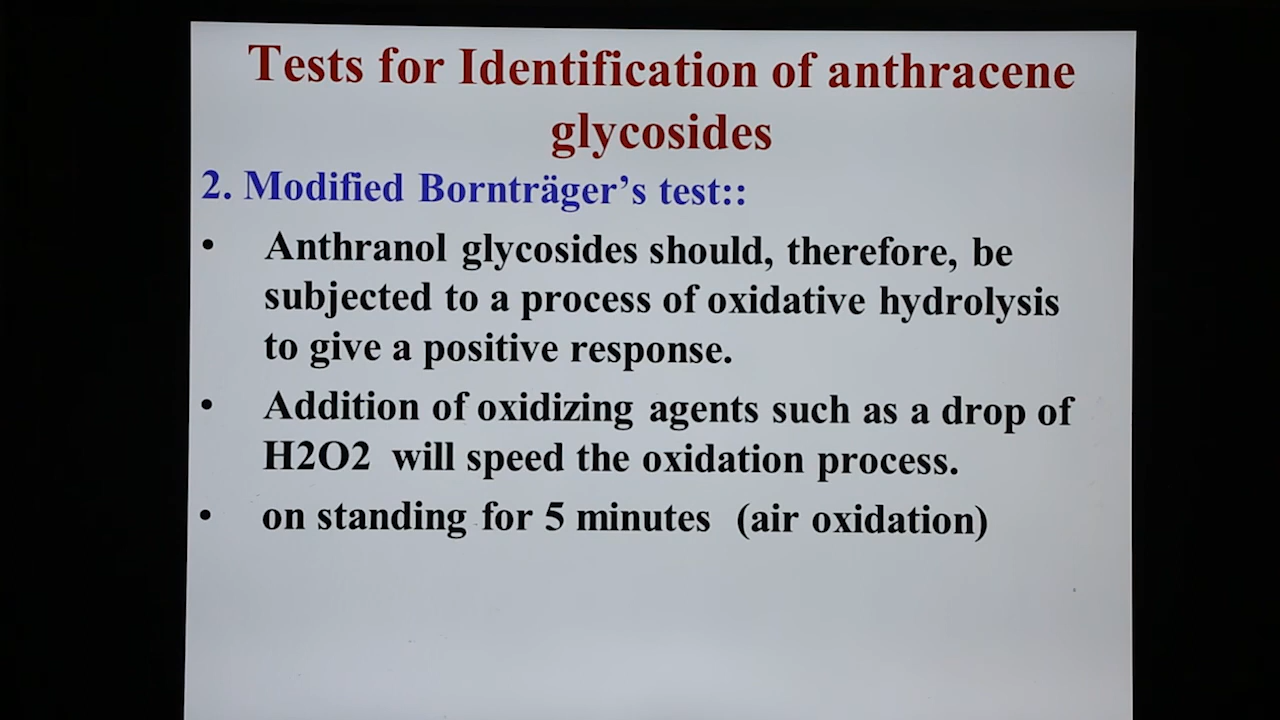 Tests for Identification of anthracene
glycosides
2. Modified Bornträger’s test::
• Anthranol glycosides should, therefore, be
subjected to a process of oxidative hydrolysis
to give a positive response.
• Addition of oxidizing agents such as a drop of
H2O2 will speed the oxidation process.
• on standing for 5 minutes (air oxidation)